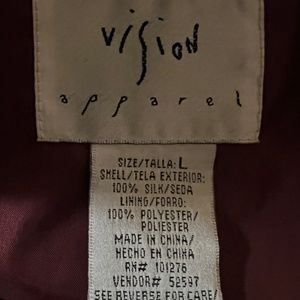 vision
apparel
SIZE/TALLA: L
SHELL/TELA EXTERIOR:
100% SILK/SEDA
LINING/FORRO:
100% POLYESTER/
POLIESTER
MADE IN CHINA/
HECHO EN CHINA
RN# 101276
VENDOR# 52597
SEE REVERSE FOR CARE/